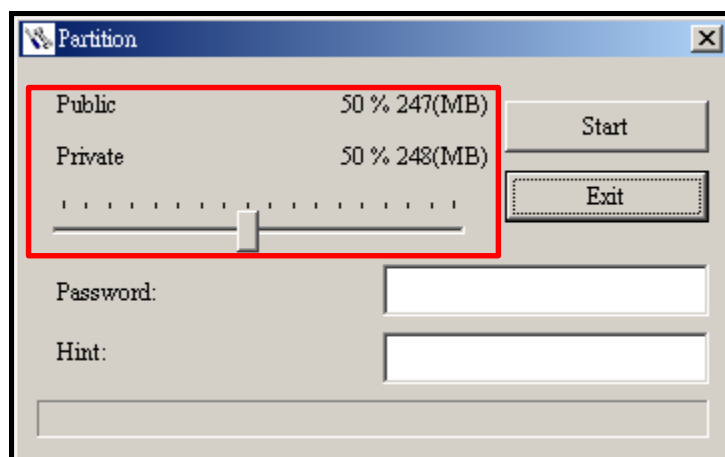 Partition
Public 50 % 247(MB)
Private 50 % 248(MB)
Start
Exit
Password:
Hint: